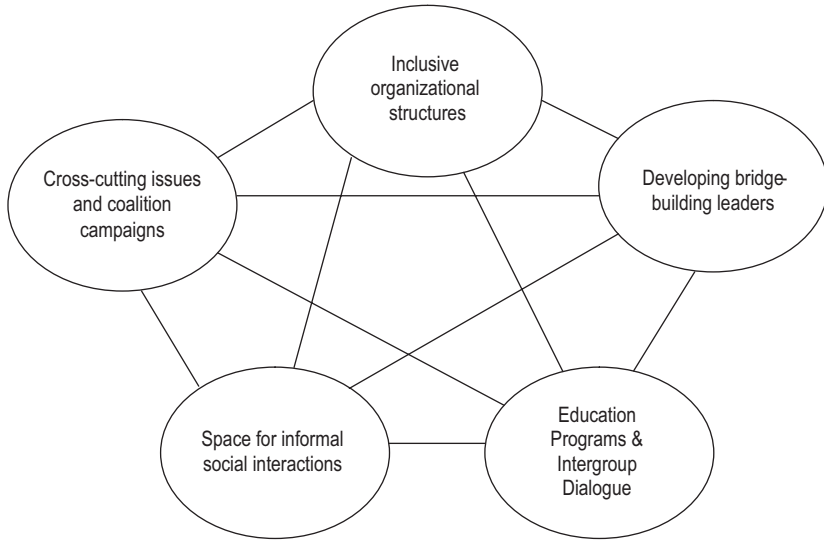 Inclusive
organizational
structures
Cross-cutting issues
and coalition
campaigns
Developing bridge-
building leaders
Space for informal
social interactions
Education
Programs &
Intergroup
Dialogue